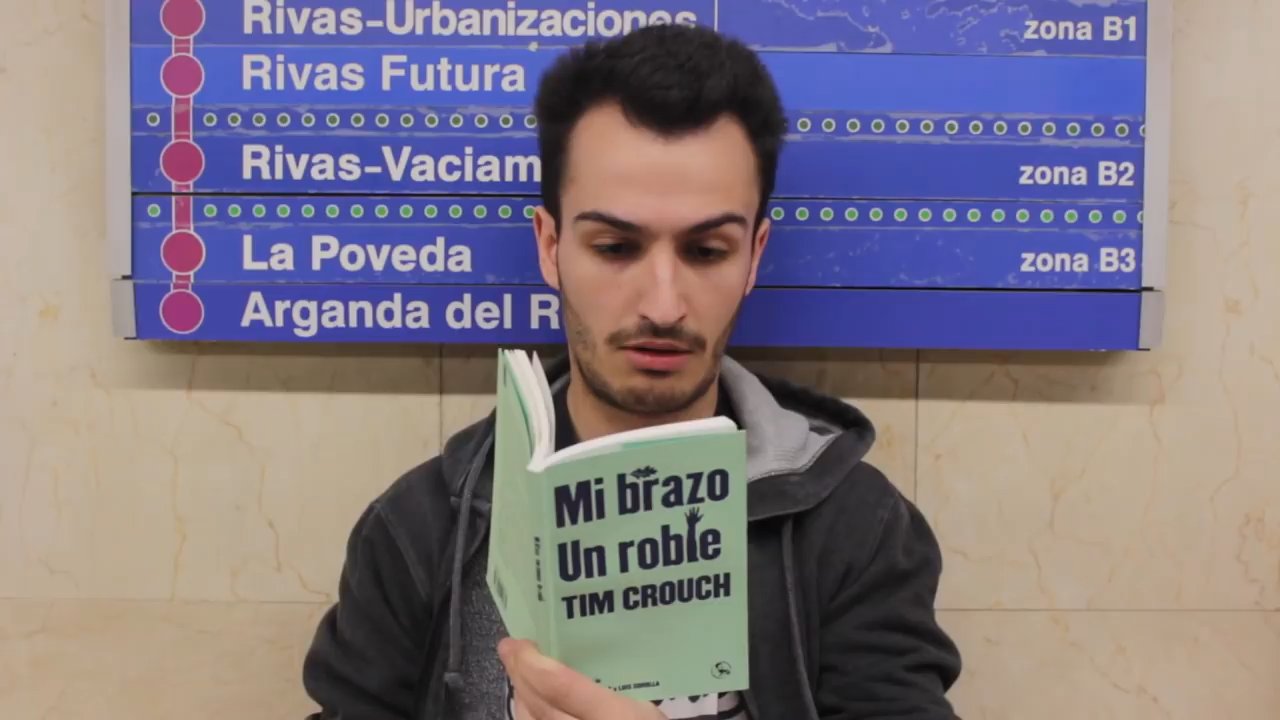 Rivas-Urbanizaciones
zona B1
Rivas Futura
Rivas-Vaciam
zona B2
La Poveda
zona B3
Arganda del R
Mi brazo
Un roble
TIM CROUCH